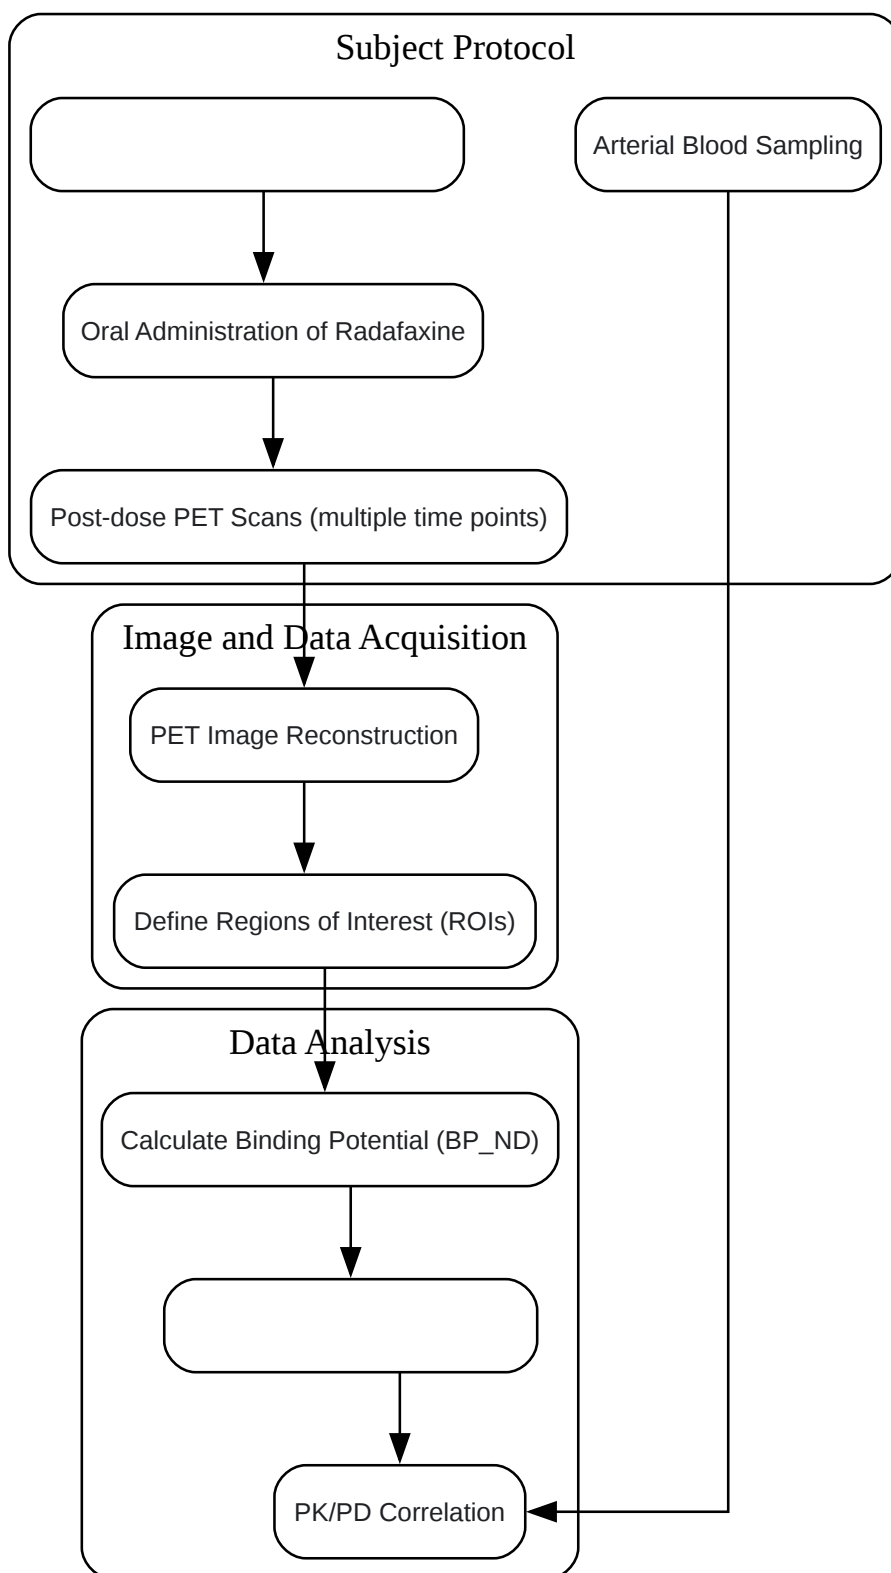 Subject Protocol
Arterial Blood Sampling
Oral Administration of Radafaxine
Post-dose PET Scans (multiple time points)
Image and Data Acquisition
PET Image Reconstruction
Define Regions of Interest (ROIs)
Data Analysis
Calculate Binding Potential (BP_ND)
PK/PD Correlation